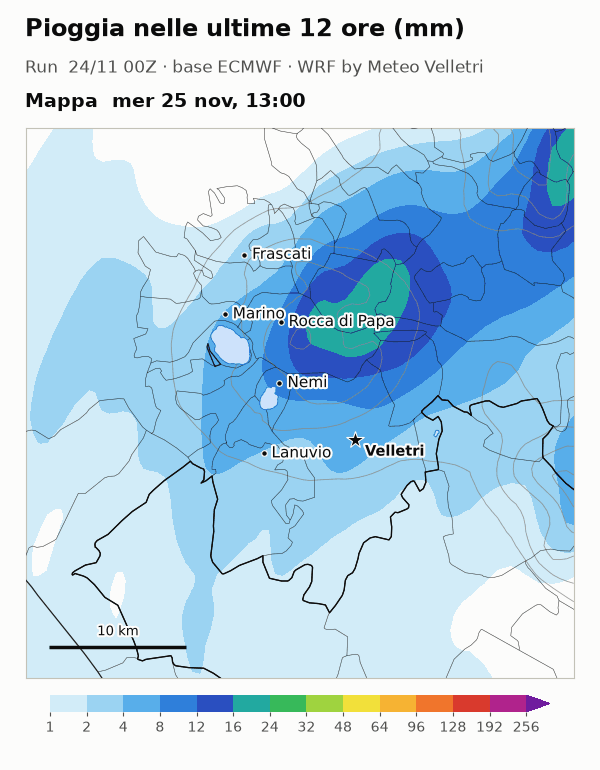 Pioggia nelle ultime 12 ore (mm)
Run  24/11 00Z · base ECMWF · WRF by Meteo Velletri
Mappa  mer 25 nov, 13:00
Frascati
Marino
Rocca di Papa
Nemi
Velletri
Lanuvio
10 km
1 2 4 8 12 16 24 32 48 64 96 128 192 256